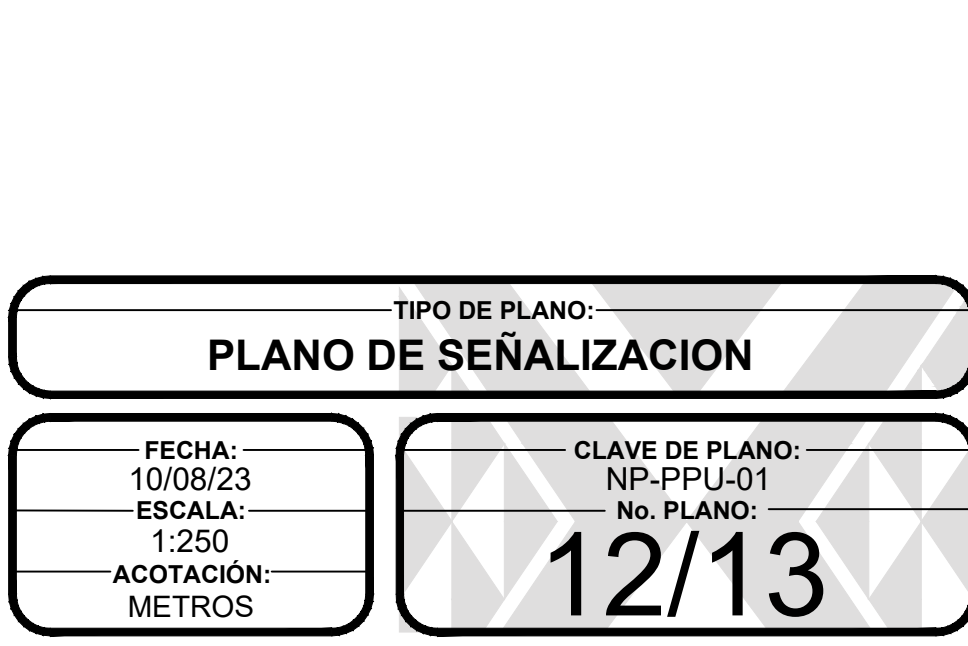 TIPO DE PLANO:
PLANO DE SEÑALIZACION
FECHA:
10/08/23
ESCALA:
1:250
ACOTACIÓN:
METROS
CLAVE DE PLANO:
NP-PPU-01
No. PLANO:
12/13